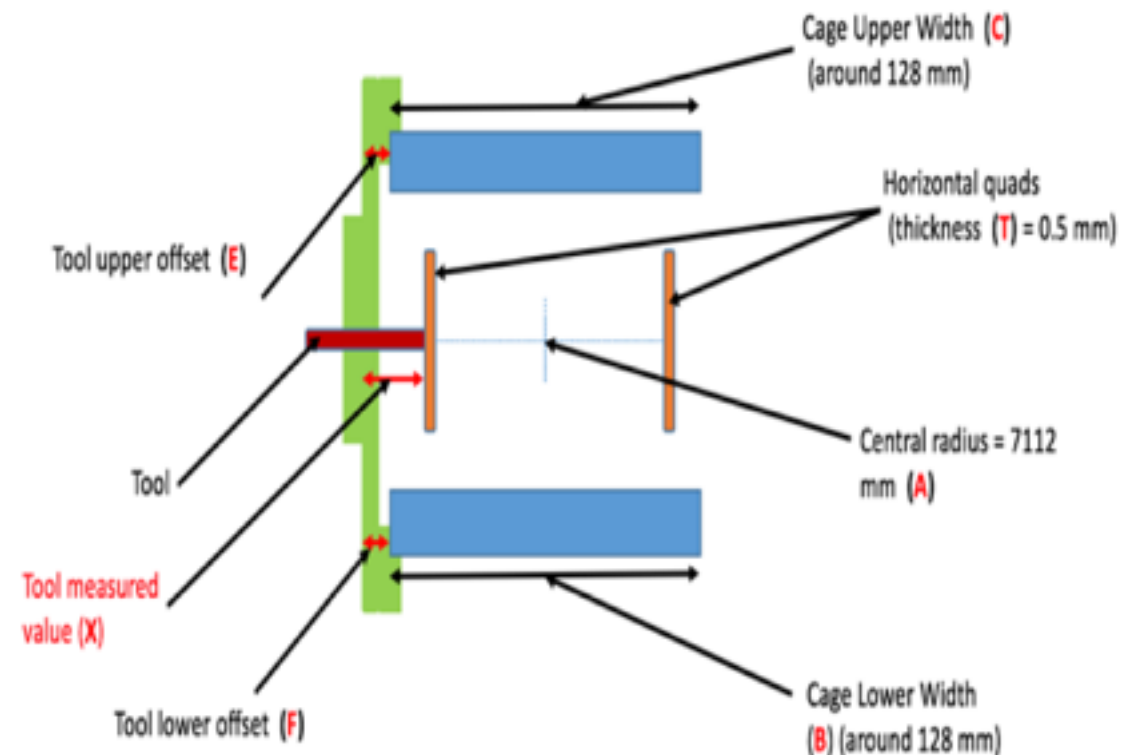 Cage Upper Width (C)
(around 128 mm)
Horizontal quads
(thickness (T) = 0.5 mm)
Tool upper offset (E)
Central radius = 7112
mm (A)
Tool
Tool measured
value (X)
Cage Lower Width
(B) (around 128 mm)
Tool lower offset (F)